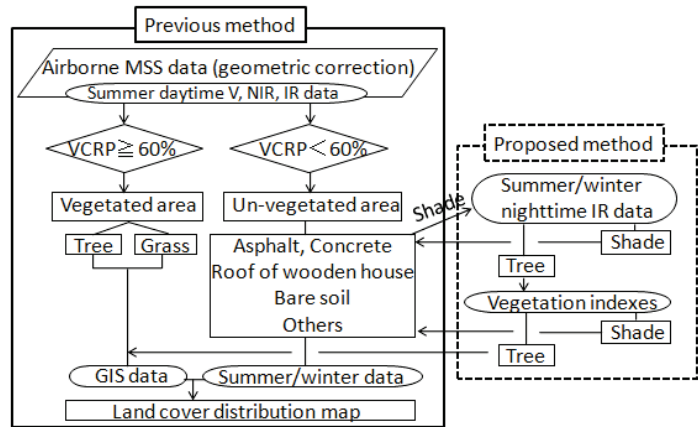 Previous method
Airborne MSS data (geometric correction)
Summer daytime V, NIR, IR data
VCRP≧60%
VCRP＜60%
Vegetated area
Un-vegetated area
Tree
Grass
Asphalt, Concrete
Roof of wooden house
Bare soil
Others
GIS data
Summer/winter data
Land cover distribution map
Shade
Proposed method
Summer/winter
nighttime IR data
Shade
Tree
Vegetation indexes
Shade
Tree